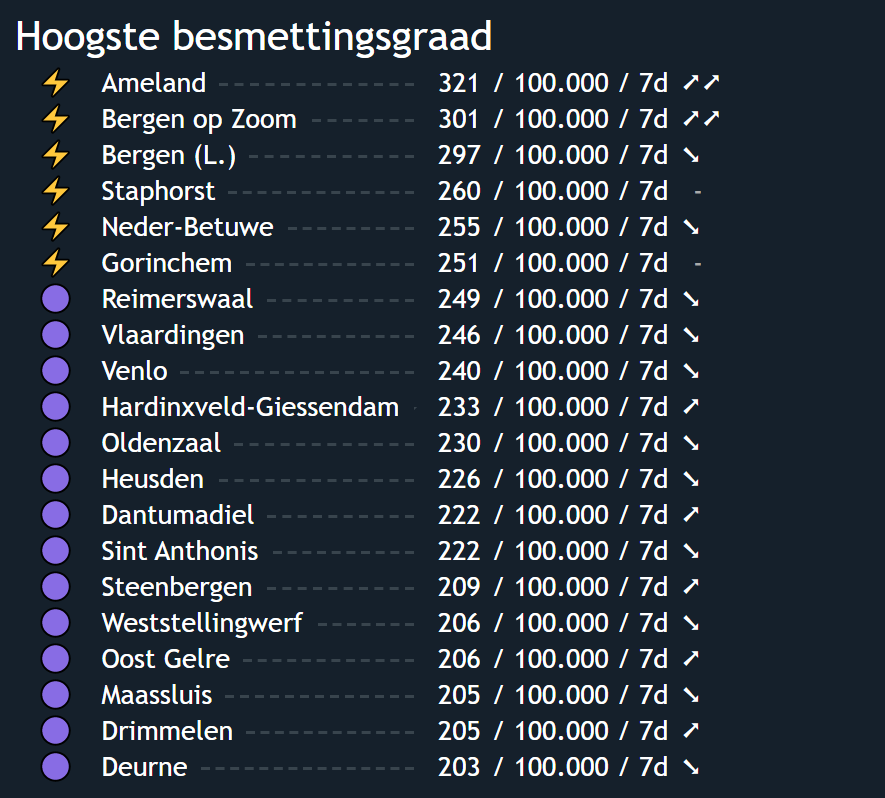 Hoogste besmettingsgraad
⚡ Ameland 321 / 100.000 / 7d ➚➚
⚡ Bergen op Zoom 301 / 100.000 / 7d ➚➚
⚡ Bergen (L.) 297 / 100.000 / 7d ➘
⚡ Staphorst 260 / 100.000 / 7d -
⚡ Neder-Betuwe 255 / 100.000 / 7d ➘
⚡ Gorinchem 251 / 100.000 / 7d -
🟣 Reimerswaal 249 / 100.000 / 7d ➘
🟣 Vlaardingen 246 / 100.000 / 7d ➘
🟣 Venlo 240 / 100.000 / 7d ➘
🟣 Hardinxveld-Giessendam 233 / 100.000 / 7d ➚
🟣 Oldenzaal 230 / 100.000 / 7d ➘
🟣 Heusden 226 / 100.000 / 7d ➘
🟣 Dantumadiel 222 / 100.000 / 7d ➚
🟣 Sint Anthonis 222 / 100.000 / 7d ➘
🟣 Steenbergen 209 / 100.000 / 7d ➚
🟣 Weststellingwerf 206 / 100.000 / 7d ➘
🟣 Oost Gelre 206 / 100.000 / 7d ➚
🟣 Maassluis 205 / 100.000 / 7d ➘
🟣 Drimmelen 205 / 100.000 / 7d ➚
🟣 Deurne 203 / 100.000 / 7d ➘